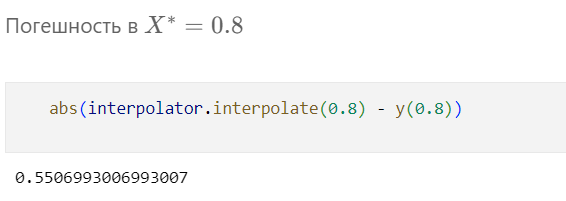 Погешность в X* = 0.8
abs(interpolator.interpolate(0.8) - y(0.8))
0.5506993006993007